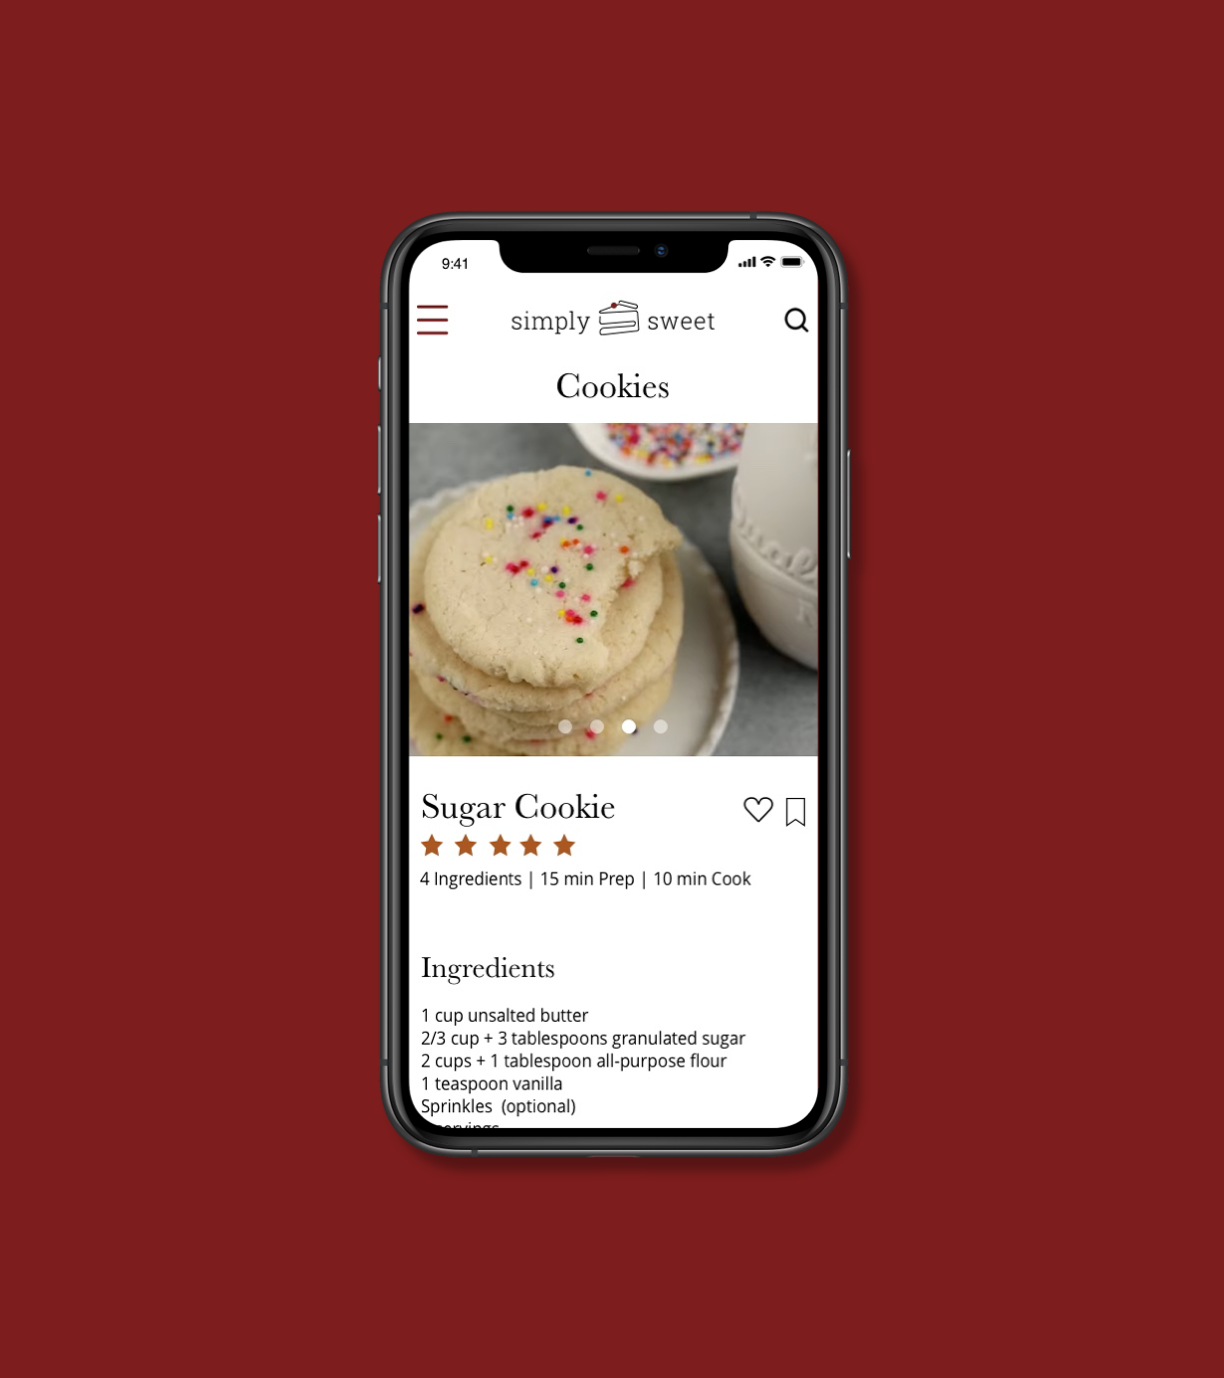 9:41
simply sweet
Cookies
Sugar Cookie
4 Ingredients | 15 min Prep | 10 min Cook
Ingredients
1 cup unsalted butter
2/3 cup + 3 tablespoons granulated sugar
2 cups + 1 tablespoon all-purpose flour
1 teaspoon vanilla
Sprinkles (optional)
servings